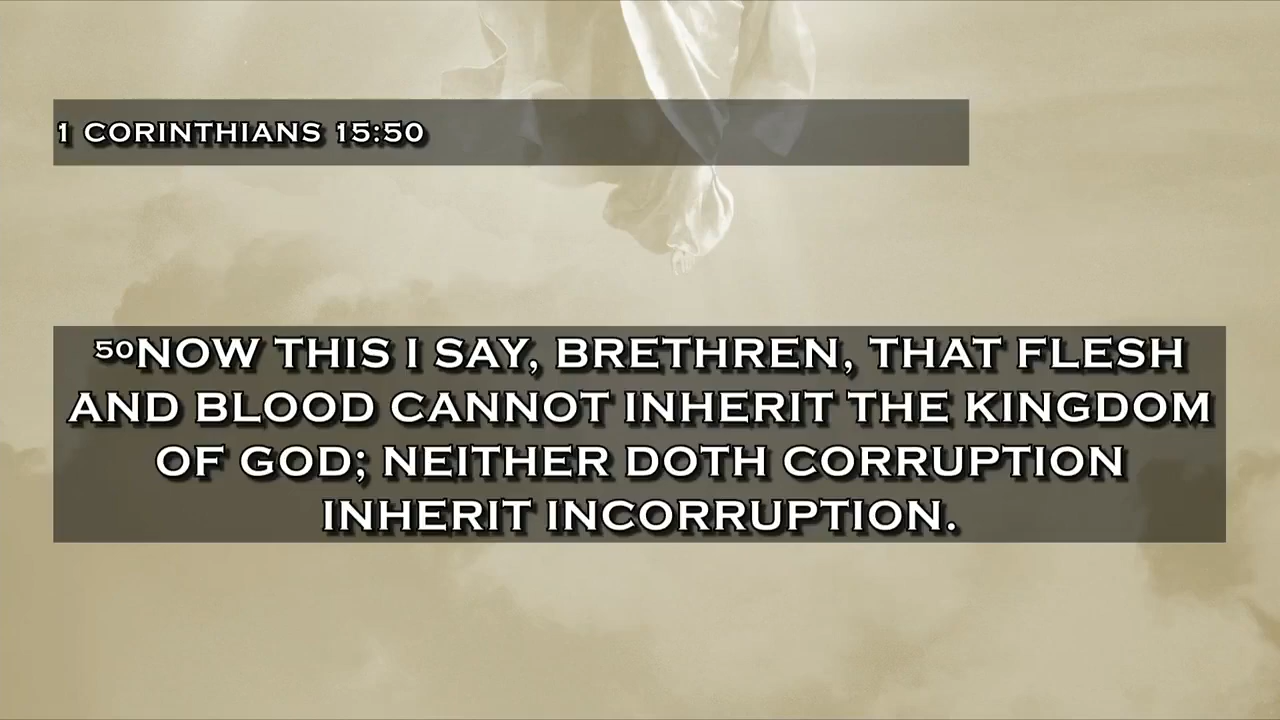 1 CORINTHIANS 15:50
50NOW THIS I SAY, BRETHREN, THAT FLESH
AND BLOOD CANNOT INHERIT THE KINGDOM
OF GOD; NEITHER DOTH CORRUPTION
INHERIT INCORRUPTION.